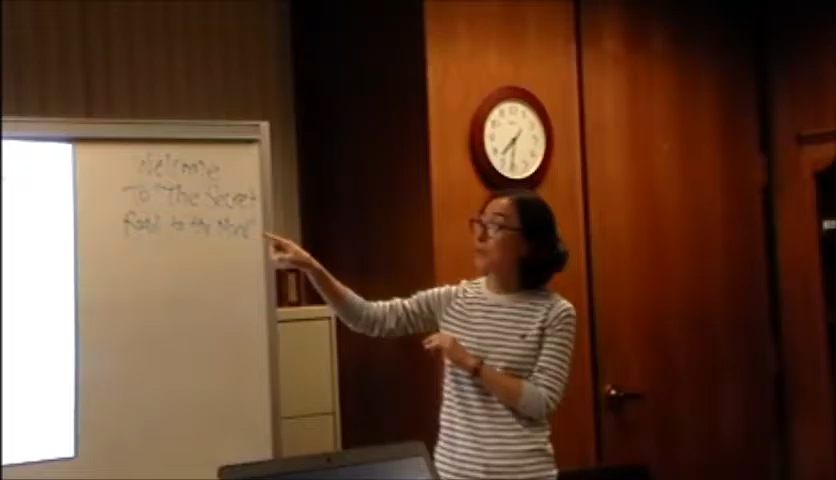 Welcome
To "The Secret
Road to the Mind"